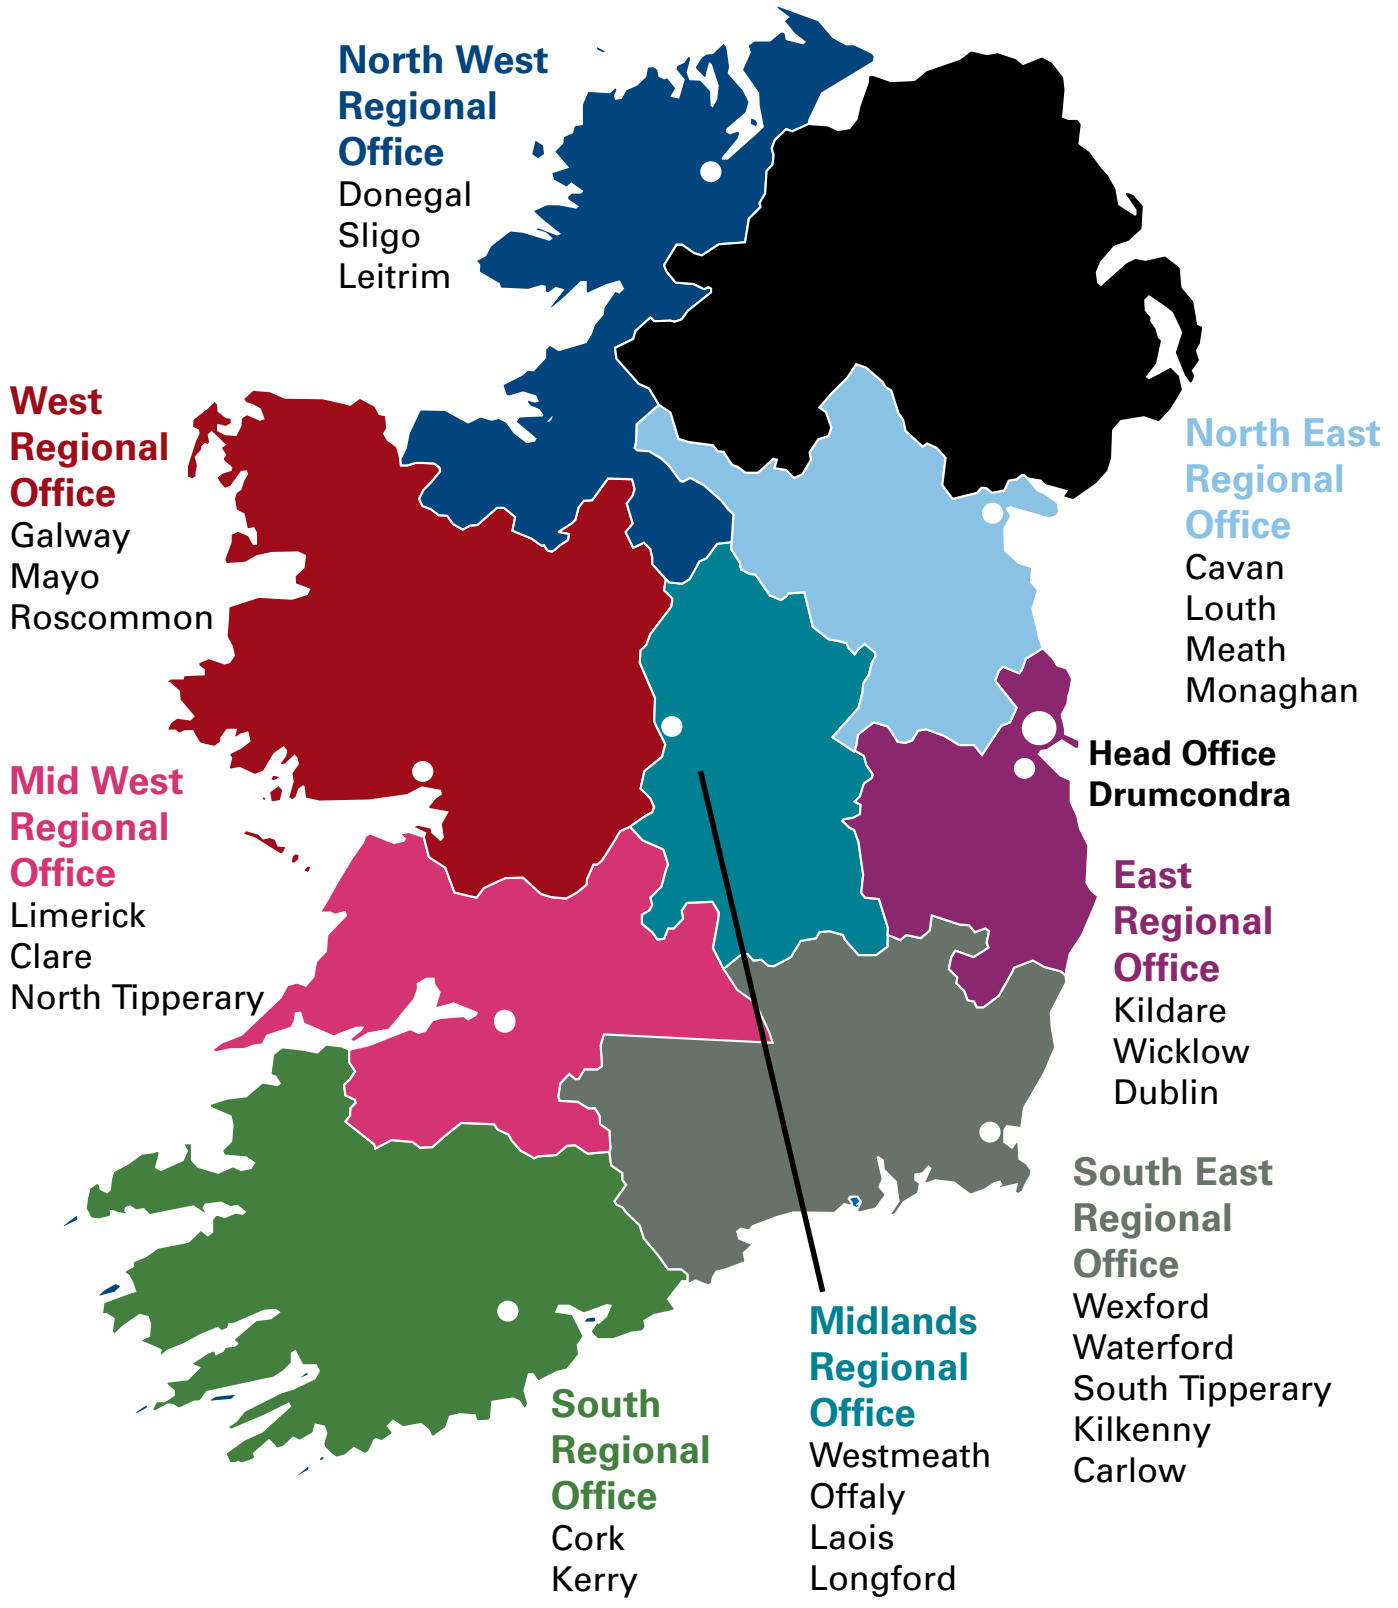 North West
Regional
Office
Donegal
Sligo
Leitrim
West
Regional
Office
Galway
Mayo
Roscommon
North East
Regional
Office
Cavan
Louth
Meath
Monaghan
Head Office
Drumcondra
Mid West
Regional
Office
Limerick
Clare
North Tipperary
East
Regional
Office
Kildare
Wicklow
Dublin
South East
Regional
Office
Wexford
Waterford
South Tipperary
Kilkenny
Carlow
Midlands
Regional
Office
Westmeath
Offaly
Laois
Longford
South
Regional
Office
Cork
Kerry